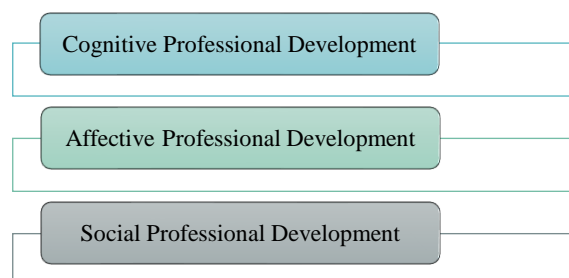 Cognitive Professional Development
Affective Professional Development
Social Professional Development